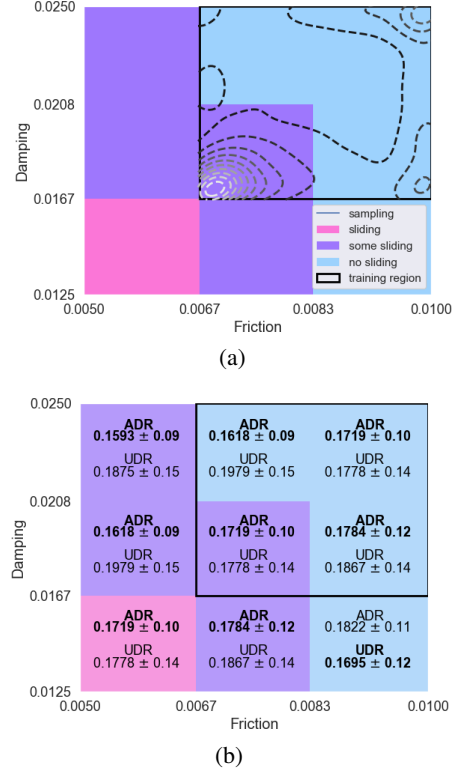 0.0250
0.0208
0.0167
0.0125
Damping
sampling
sliding
some sliding
no sliding
training region
0.0050 0.0067 0.0083 0.0100
Friction
(a)
0.0250
0.0208
0.0167
0.0125
Damping
ADR ADR ADR
0.1593 ± 0.09 0.1618 ± 0.09 0.1719 ± 0.10
UDR UDR UDR
0.1875 ± 0.15 0.1979 ± 0.15 0.1778 ± 0.14
ADR ADR ADR
0.1618 ± 0.09 0.1719 ± 0.10 0.1784 ± 0.12
UDR UDR UDR
0.1979 ± 0.15 0.1778 ± 0.14 0.1867 ± 0.14
ADR ADR ADR
0.1719 ± 0.10 0.1784 ± 0.12 0.1822 ± 0.11
UDR UDR UDR
0.1778 ± 0.14 0.1867 ± 0.14 0.1695 ± 0.12
0.0050 0.0067 0.0083 0.0100
Friction
(b)